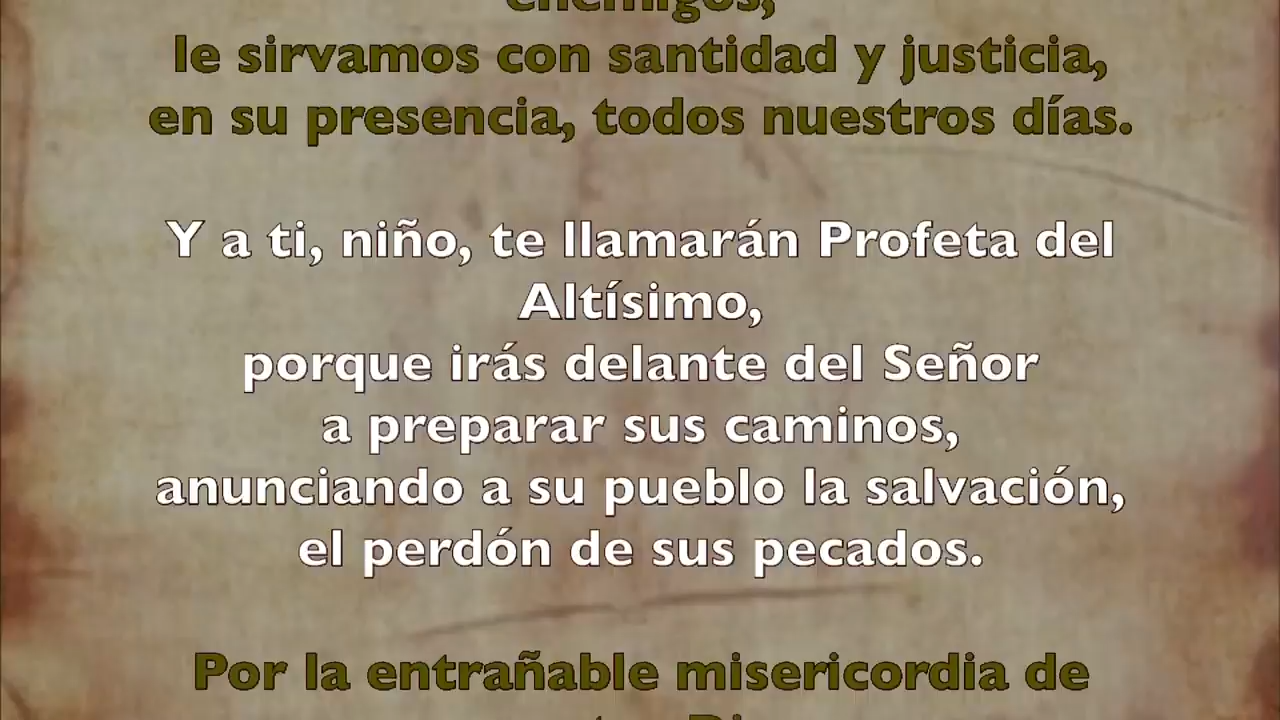 enemigos,
le sirvamos con santidad y justicia,
en su presencia, todos nuestros días.
Y a ti, niño, te llamarán Profeta del
Altísimo,
porque irás delante del Señor
a preparar sus caminos,
anunciando a su pueblo la salvación,
el perdón de sus pecados.
Por la entrañable misericordia de